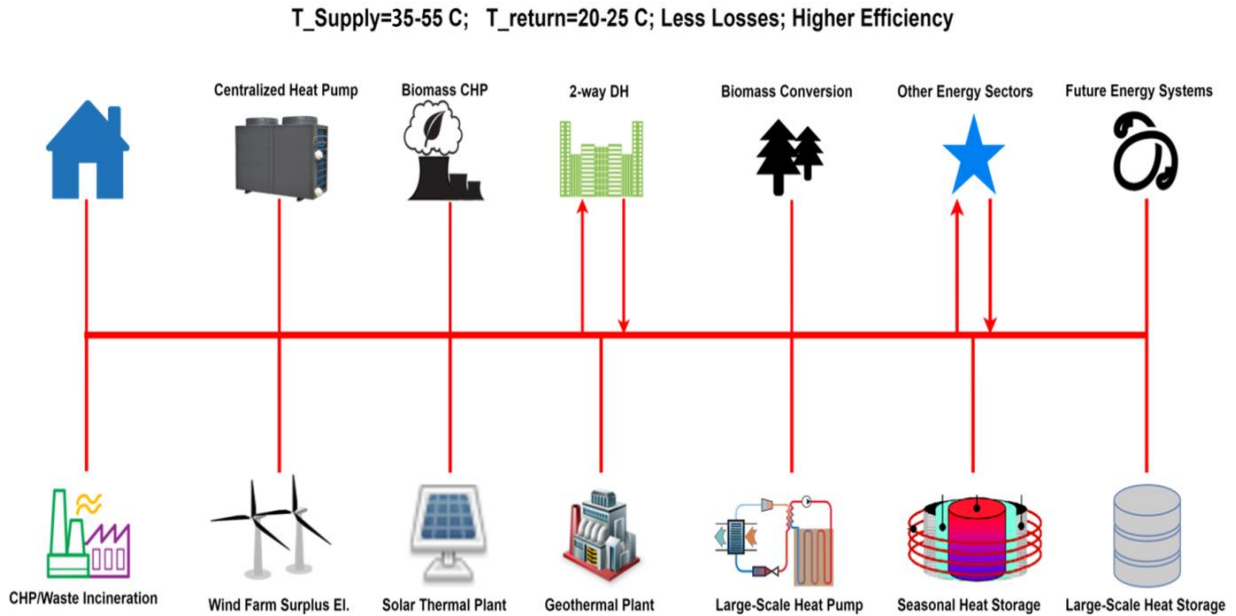 T_Supply=35-55 C; T_return=20-25 C; Less Losses; Higher Efficiency
Centralized Heat Pump
Biomass CHP
2-way DH
Biomass Conversion
Other Energy Sectors
Future Energy Systems
CHP/Waste Incineration
Wind Farm Surplus El.
Solar Thermal Plant
Geothermal Plant
Large-Scale Heat Pump
Seasonal Heat Storage
Large-Scale Heat Storage